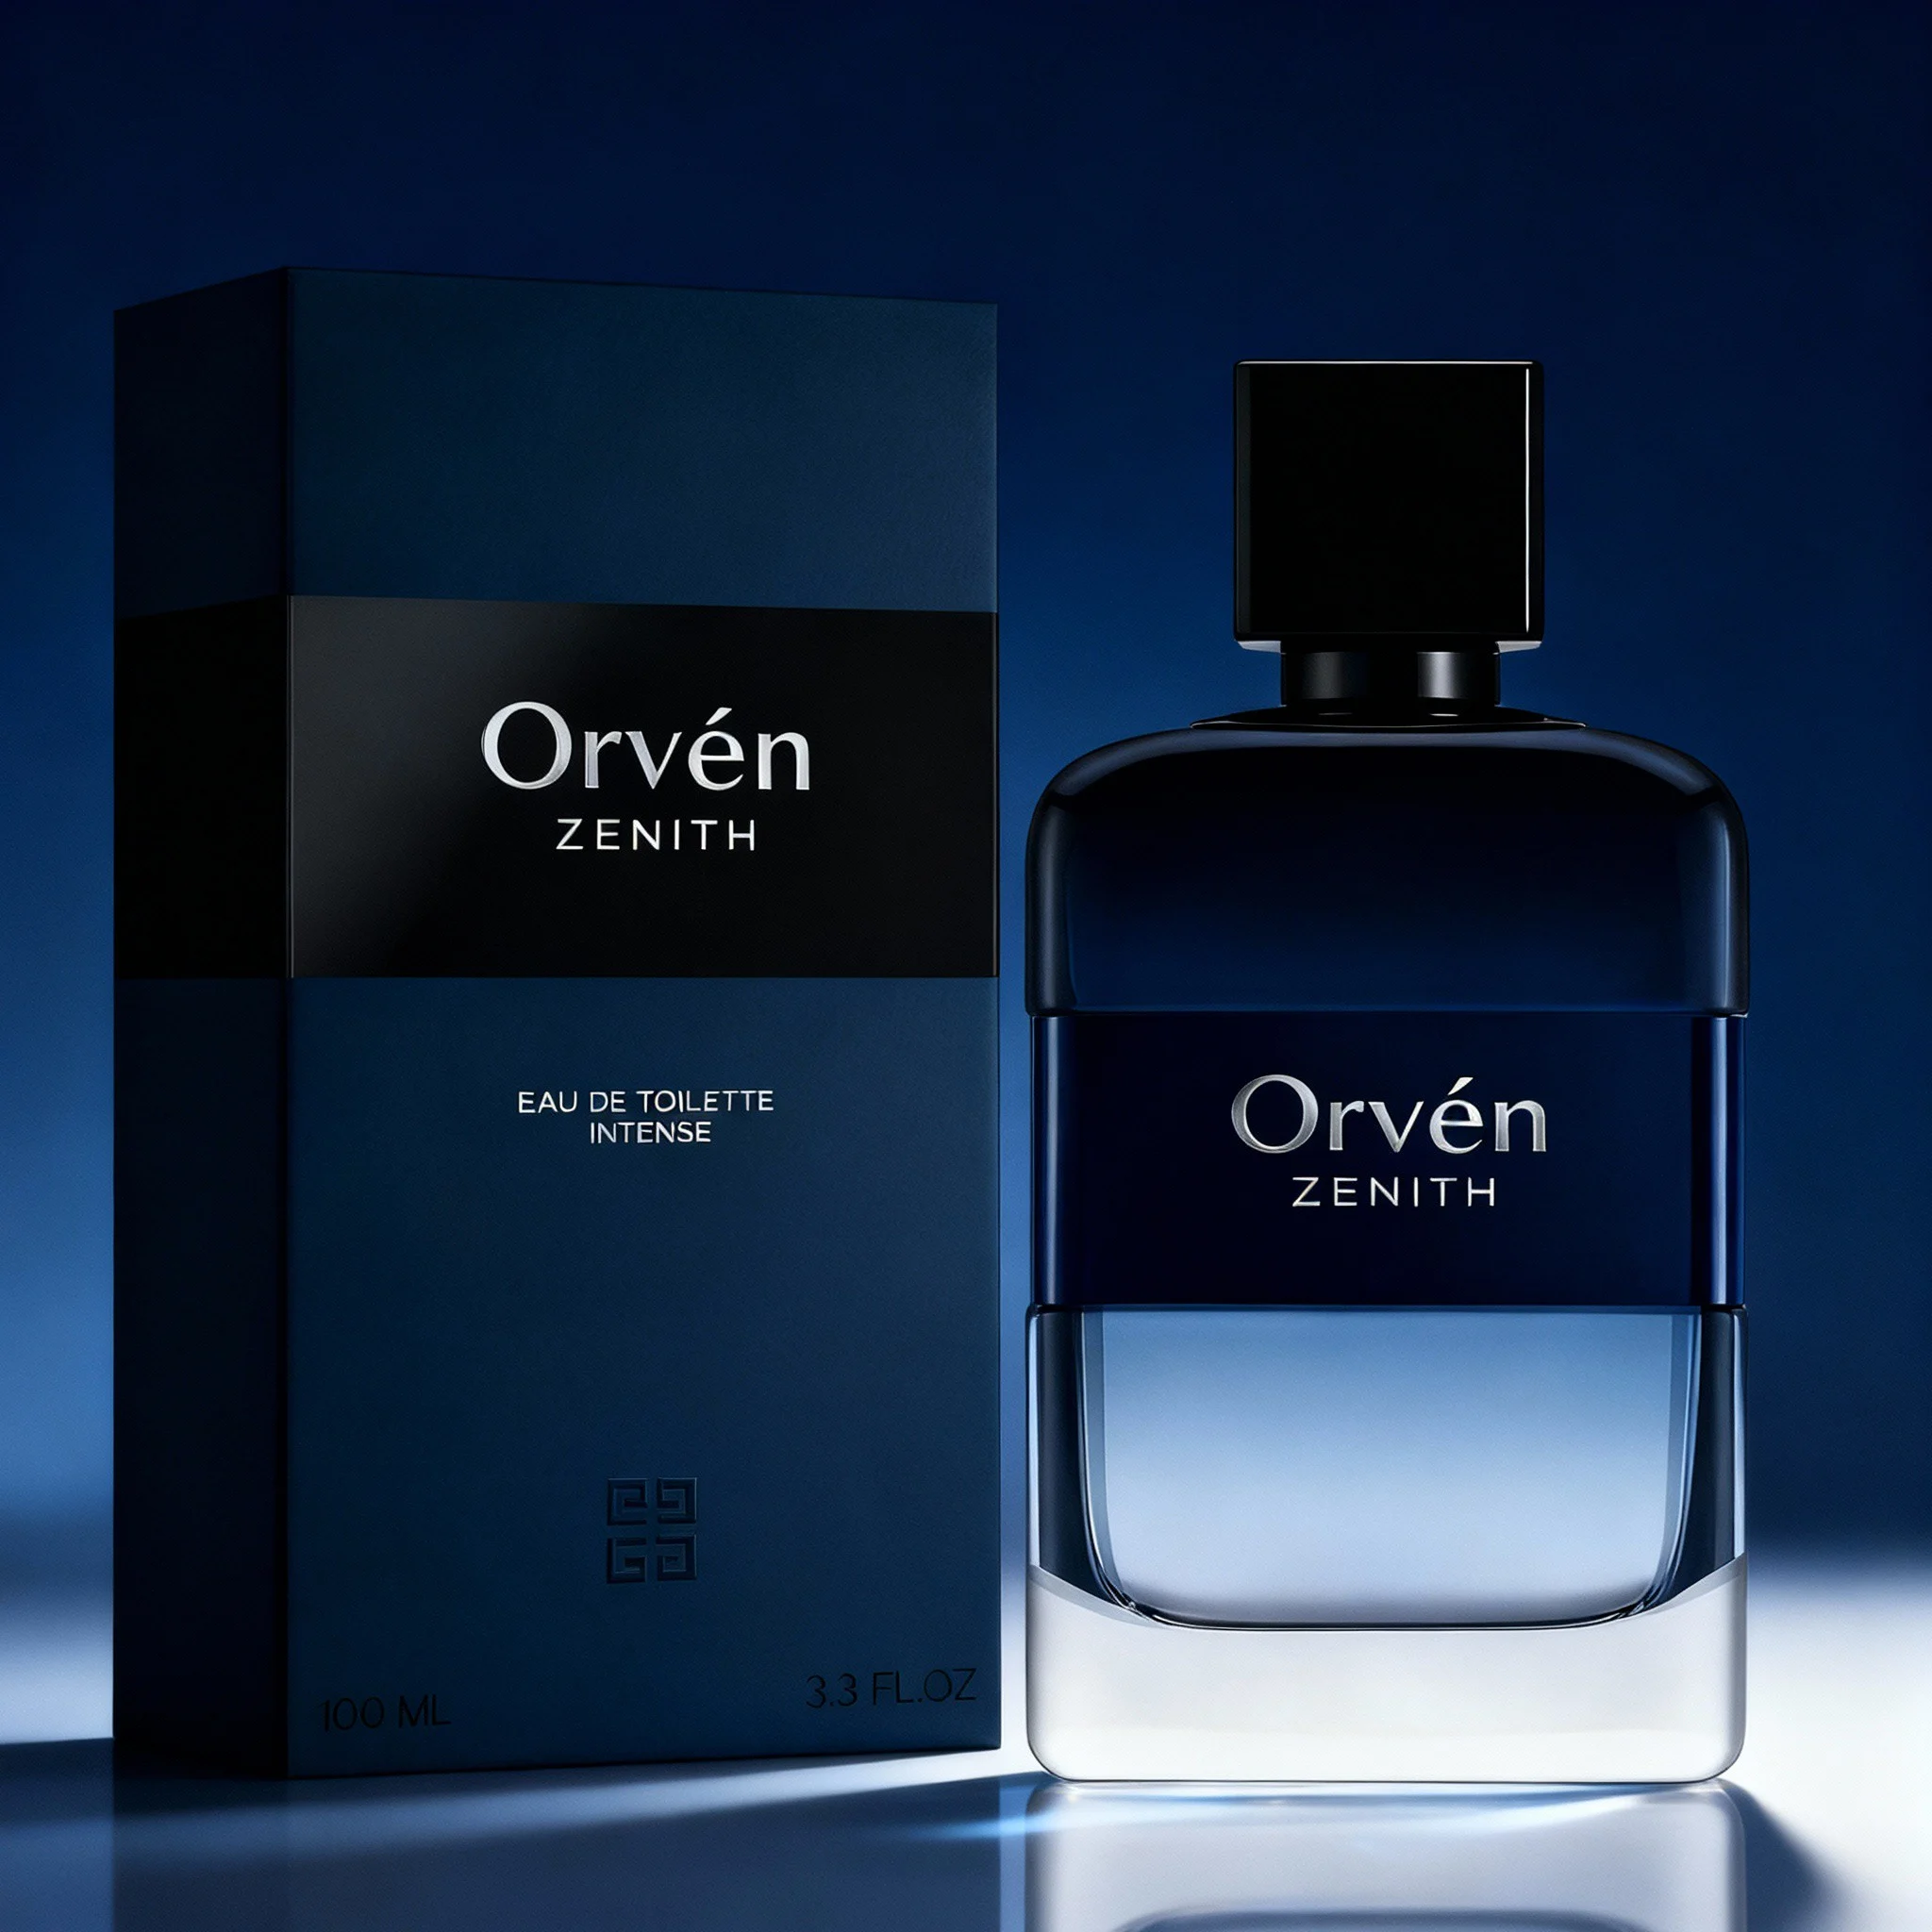 Orvén
ZENITH
EAU DE TOILETTE
INTENSE
100 ML
3.3 FL.OZ
Orvén
ZENITH